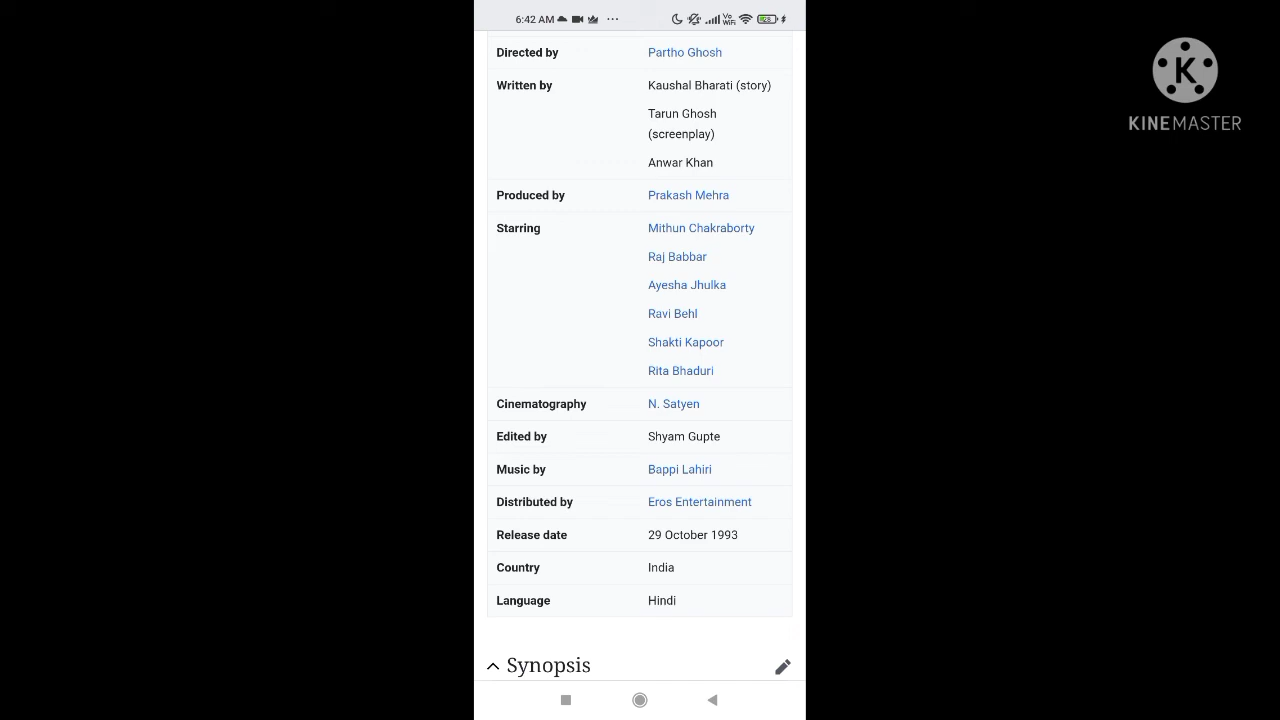 6:42 AM
Directed by Partho Ghosh
Written by Kaushal Bharati (story)
Tarun Ghosh
(screenplay)
Anwar Khan
Produced by Prakash Mehra
Starring Mithun Chakraborty
Raj Babbar
Ayesha Jhulka
Ravi Behl
Shakti Kapoor
Rita Bhaduri
Cinematography N. Satyen
Edited by Shyam Gupte
Music by Bappi Lahiri
Distributed by Eros Entertainment
Release date 29 October 1993
Country India
Language Hindi
Synopsis
K
KINEMASTER